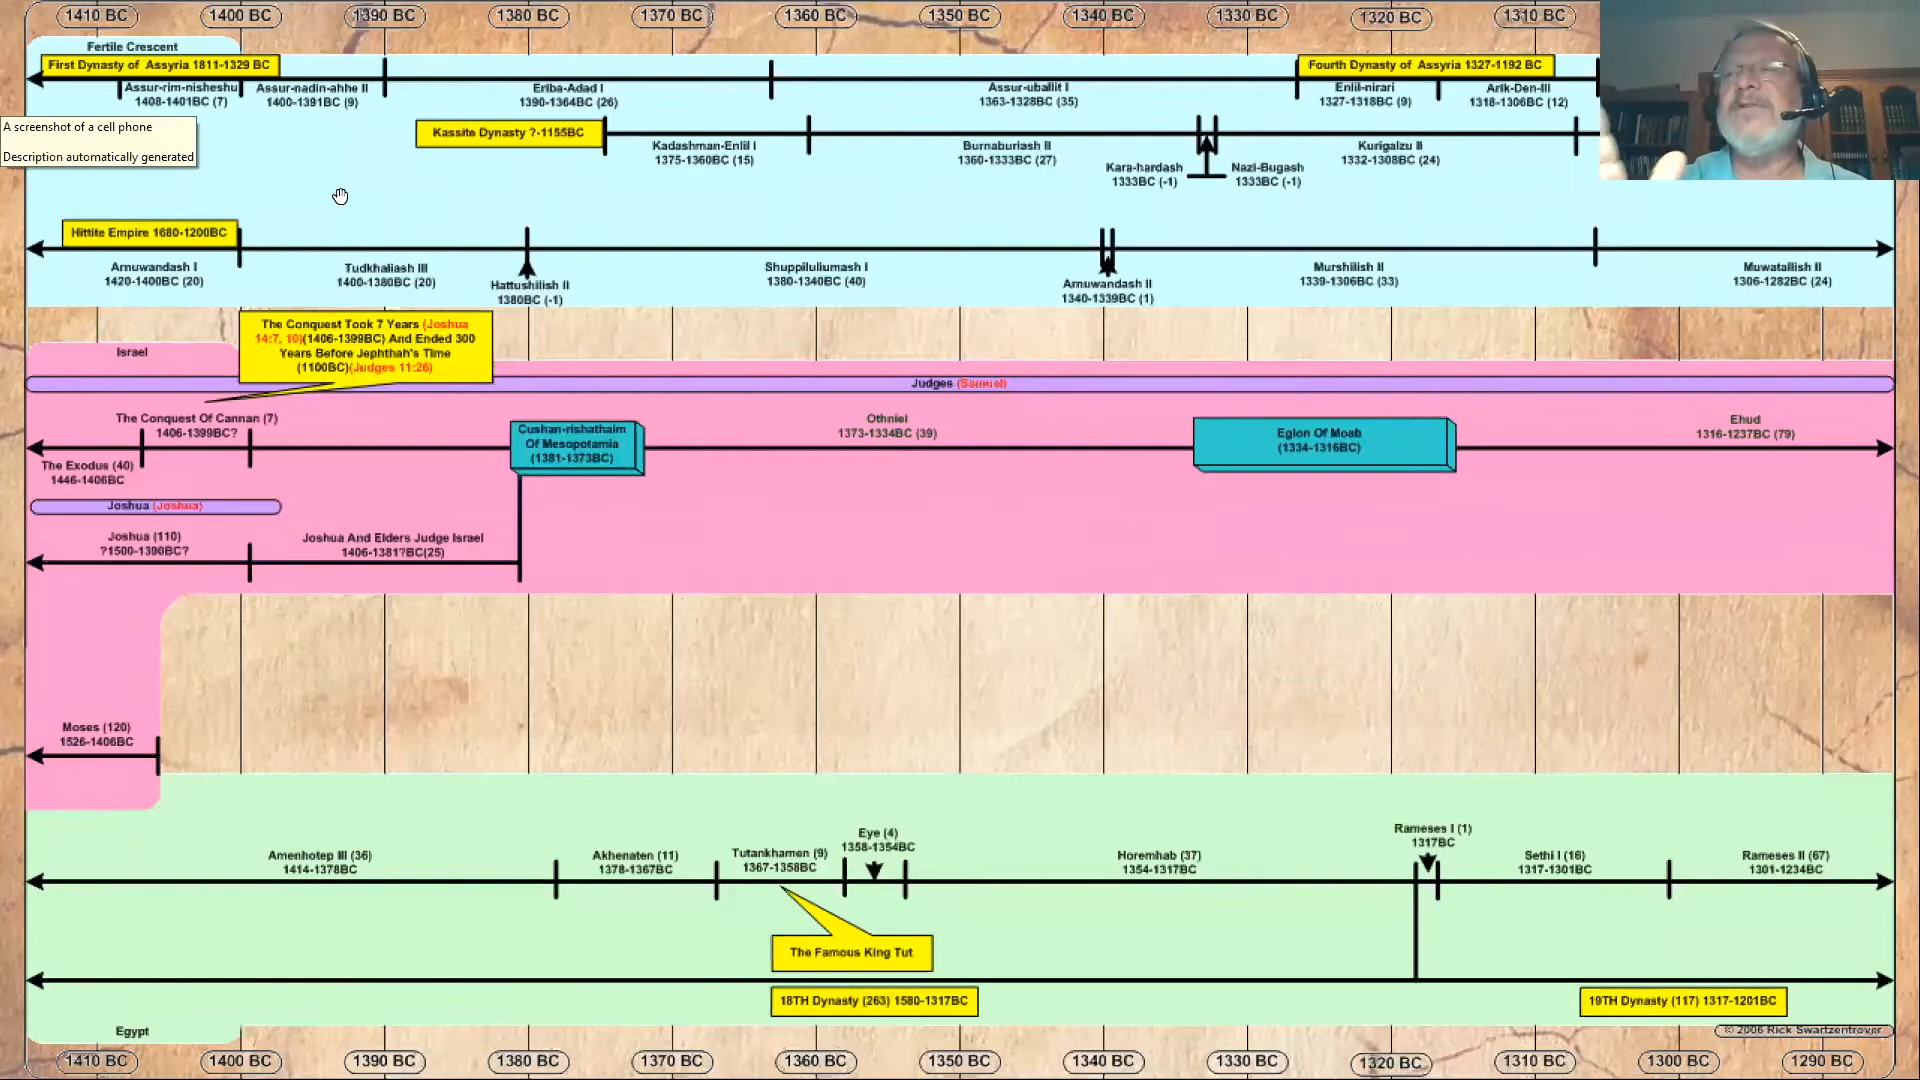 1410 BC
1400 BC
1390 BC
1380 BC
1370 BC
1360 BC
1350 BC
1340 BC
1330 BC
1320 BC
1310 BC
Fertile Crescent
First Dynasty of Assyria 1811-1329 BC
Fourth Dynasty of Assyria 1327-1192 BC
Assur-rim-nisheshu
1408-1401BC (7)
Assur-nadin-ahhe II
1400-1391BC (9)
Eriba-Adad I
1390-1364BC (26)
Assur-uballit I
1363-1328BC (35)
Enlil-nirari
1327-1318BC (9)
Arik-Den-Ili
1318-1306BC (12)
A screenshot of a cell phone
Description automatically generated
Kassite Dynasty ?-1155BC
Kadashman-Enlil I
1375-1360BC (15)
Burnaburiash II
1360-1333BC (27)
Kara-hardash
1333BC (-1)
Nazi-Bugash
1333BC (-1)
Kurigalzu II
1332-1308BC (24)
Hittite Empire 1680-1200BC
Arnuwandash I
1420-1400BC (20)
Tudkhaliash III
1400-1380BC (20)
Hattushilish II
1380BC (-1)
Shuppiluliumash I
1380-1340BC (40)
Arnuwandash II
1340-1339BC (1)
Murshilish II
1339-1306BC (33)
Muwatallish II
1306-1282BC (24)
The Conquest Took 7 Years (Joshua
14:7, 10)(1406-1399BC) And Ended 300
Years Before Jephthah's Time
(1100BC)(Judges 11:26)
Israel
Judges (Samuel)
The Conquest Of Cannan (7)
1406-1399BC?
The Exodus (40)
1446-1406BC
Cushan-rishathaim
Of Mesopotamia
(1381-1373BC)
Othniel
1373-1334BC (39)
Eglon Of Moab
(1334-1316BC)
Ehud
1316-1237BC (79)
Joshua (Joshua)
Joshua (110)
?1500-1390BC?
Joshua And Elders Judge Israel
1406-1381?BC(25)
Moses (120)
1526-1406BC
Amenhotep III (36)
1414-1378BC
Akhenaten (11)
1378-1367BC
Tutankhamen (9)
1367-1358BC
Eye (4)
1358-1354BC
Horemhab (37)
1354-1317BC
Rameses I (1)
1317BC
Sethi I (16)
1317-1301BC
Rameses II (67)
1301-1234BC
The Famous King Tut
18TH Dynasty (263) 1580-1317BC
19TH Dynasty (117) 1317-1201BC
Egypt
© 2006 Rick Swartzentrover
1410 BC
1400 BC
1390 BC
1380 BC
1370 BC
1360 BC
1350 BC
1340 BC
1330 BC
1320 BC
1310 BC
1300 BC
1290 BC